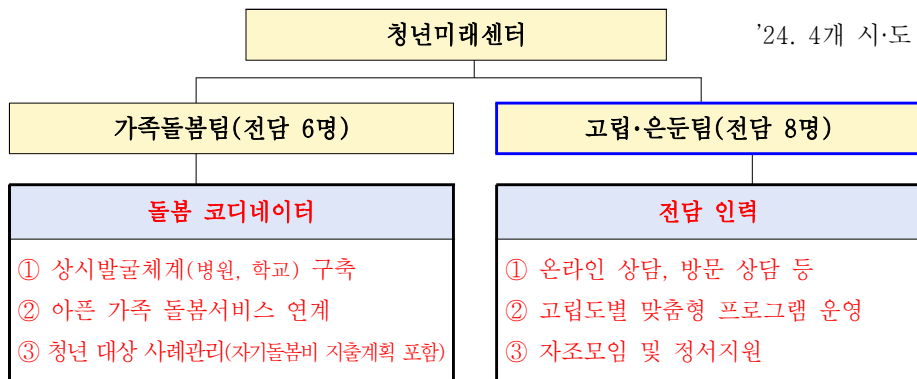 청년미래센터
'24. 4개 시·도
가족돌봄팀(전담 6명)
고립·은둔팀(전담 8명)
돌봄 코디네이터
① 상시발굴체계(병원, 학교) 구축
② 아픈 가족 돌봄서비스 연계
③ 청년 대상 사례관리(자기돌봄비 지출계획 포함)
전담 인력
① 온라인 상담, 방문 상담 등
② 고립도별 맞춤형 프로그램 운영
③ 자조모임 및 정서지원